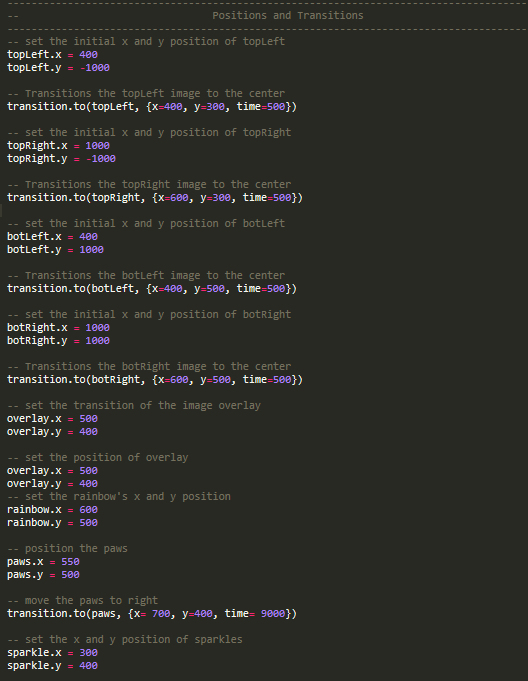 --------------------------------------------------------------------------------------
--                                Positions and Transitions
--------------------------------------------------------------------------------------
-- set the initial x and y position of topLeft
topLeft.x = 400
topLeft.y = -1000

-- Transitions the topLeft image to the center
transition.to(topLeft, {x=400, y=300, time=500})

-- set the initial x and y position of topRight
topRight.x = 1000
topRight.y = -1000

-- Transitions the topRight image to the center
transition.to(topRight, {x=600, y=300, time=500})

-- set the initial x and y position of botLeft
botLeft.x = 400
botLeft.y = 1000

-- Transitions the botLeft image to the center
transition.to(botLeft, {x=400, y=500, time=500})

-- set the initial x and y position of botRight
botRight.x = 1000
botRight.y = 1000

-- Transitions the botRight image to the center
transition.to(botRight, {x=600, y=500, time=500})

-- set the transition of the image overlay
overlay.x = 500
overlay.y = 400

-- set the position of overlay
overlay.x = 500
overlay.y = 400
-- set the rainbow's x and y position
rainbow.x = 600
rainbow.y = 500

-- position the paws
paws.x = 550
paws.y = 500

-- move the paws to right
transition.to(paws, {x= 700, y=400, time= 9000})

-- set the x and y position of sparkles
sparkle.x = 300
sparkle.y = 400